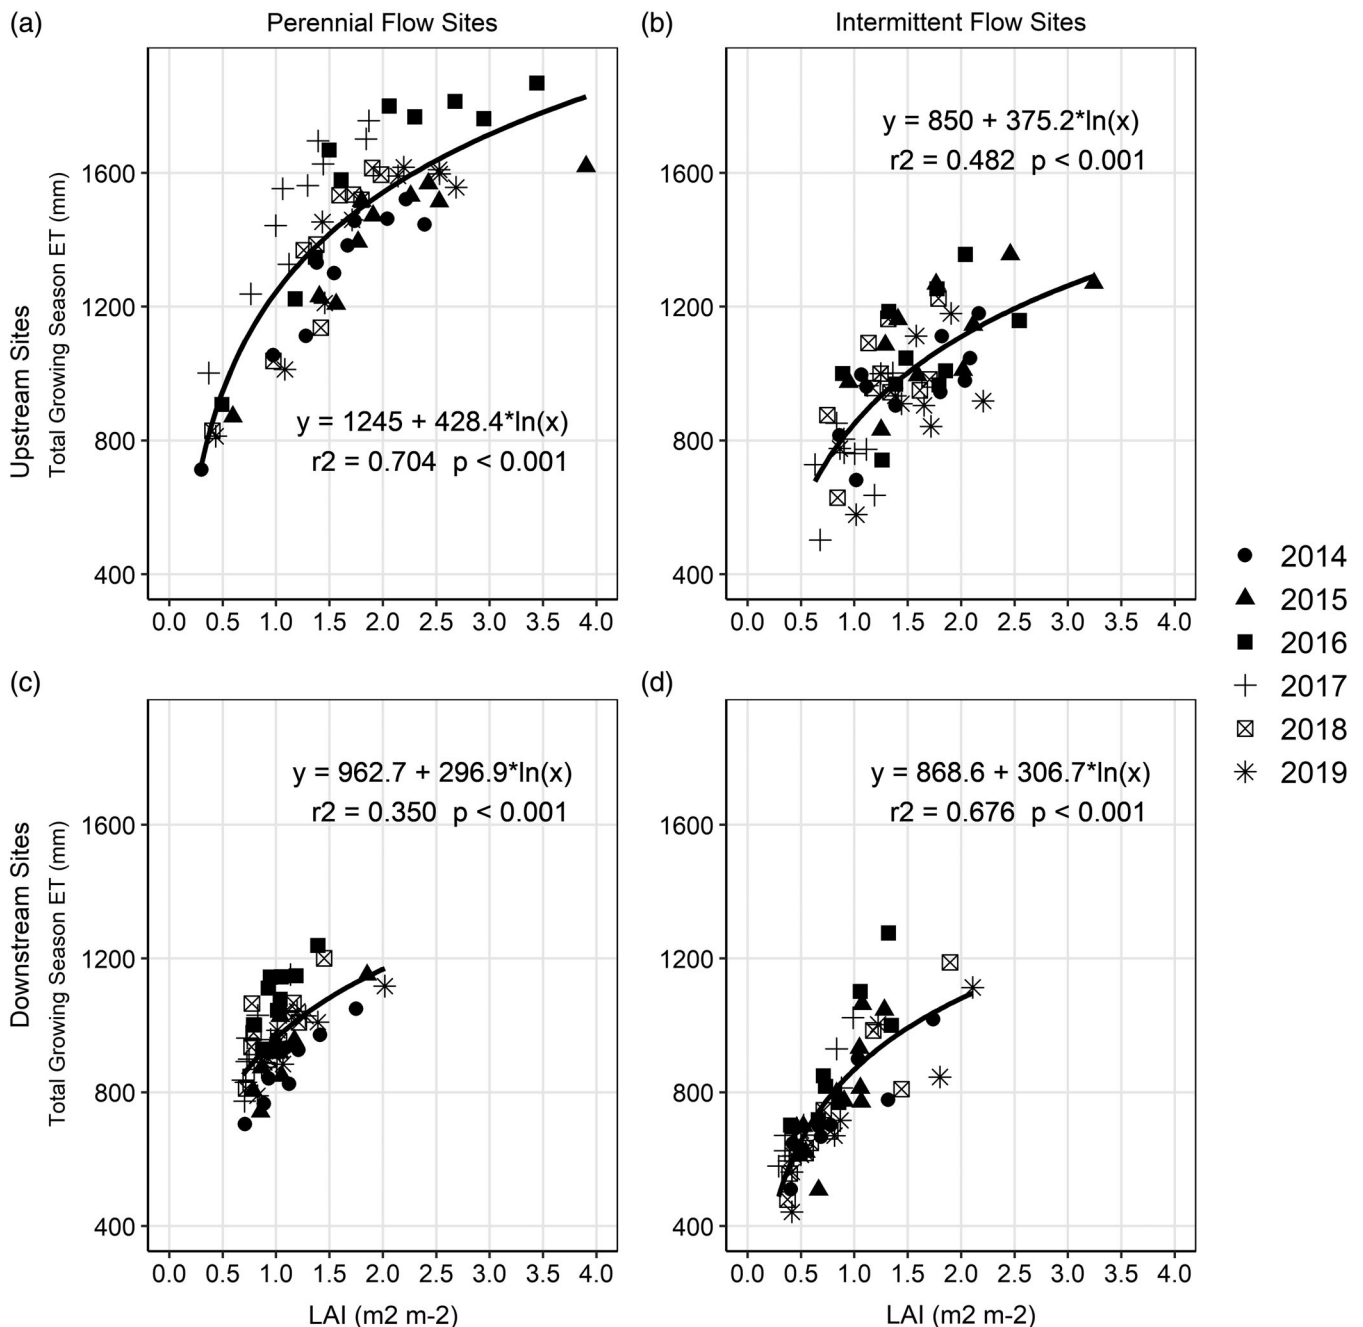 (a) Perennial Flow Sites
(b) Intermittent Flow Sites
Upstream Sites
Total Growing Season ET (mm)
1600
1200
800
400
y = 1245 + 428.4*ln(x)
r2 = 0.704 p < 0.001
0.0 0.5 1.0 1.5 2.0 2.5 3.0 3.5 4.0
1600
1200
800
400
y = 850 + 375.2*ln(x)
r2 = 0.482 p < 0.001
0.0 0.5 1.0 1.5 2.0 2.5 3.0 3.5 4.0
2014
2015
2016
2017
2018
2019
(c)
(d)
Downstream Sites
Total Growing Season ET (mm)
1600
1200
800
400
y = 962.7 + 296.9*ln(x)
r2 = 0.350 p < 0.001
0.0 0.5 1.0 1.5 2.0 2.5 3.0 3.5 4.0
LAI (m2 m-2)
1600
1200
800
400
y = 868.6 + 306.7*ln(x)
r2 = 0.676 p < 0.001
0.0 0.5 1.0 1.5 2.0 2.5 3.0 3.5 4.0
LAI (m2 m-2)